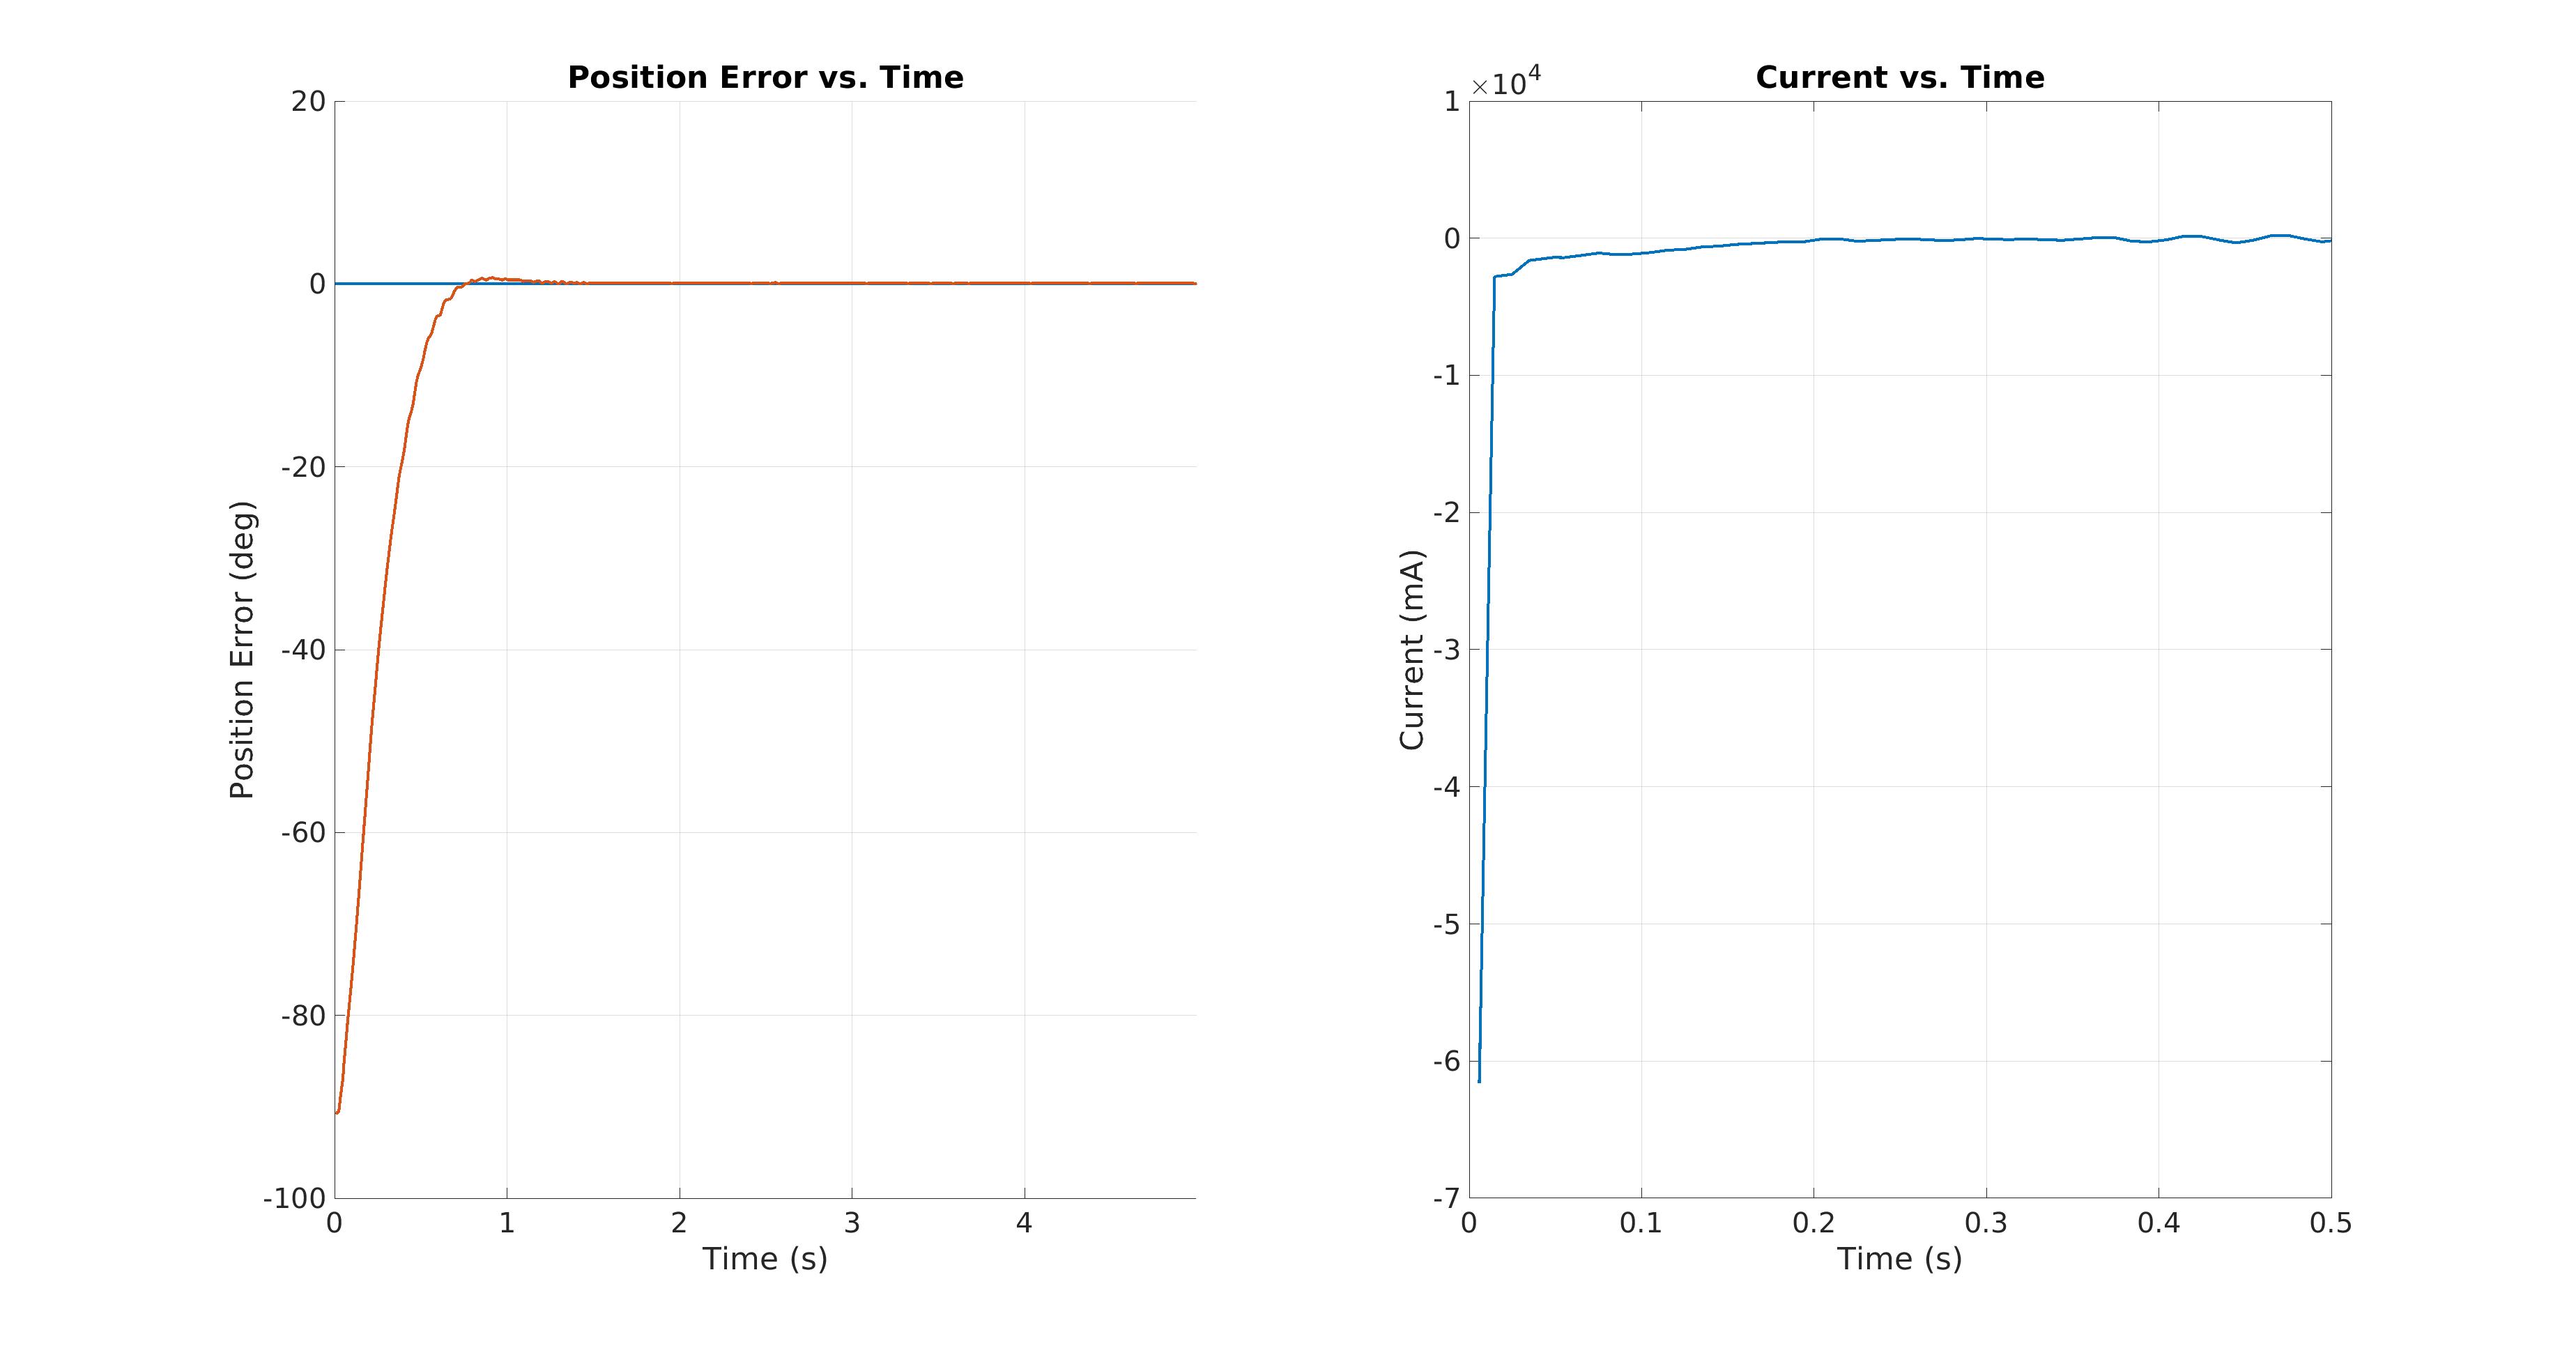 Position Error vs. Time
20
0
-20
-40
-60
-80
-100
Position Error (deg)
0 1 2 3 4
Time (s)
Current vs. Time
×10^4
1
0
-1
-2
-3
-4
-5
-6
-7
Current (mA)
0 0.1 0.2 0.3 0.4 0.5
Time (s)